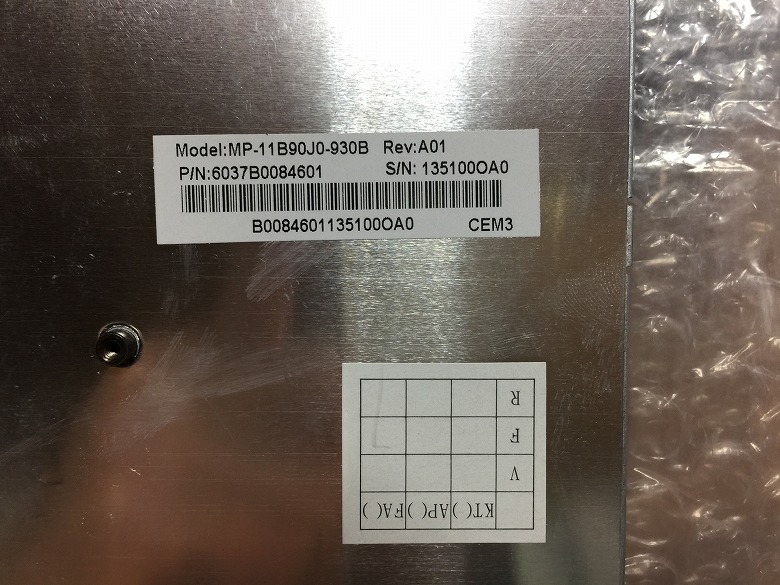 Model:MP-11B90J0-930B Rev:A01
P/N:6037B0084601 S/N: 135100OA0
B0084601135100OA0 CEM3
KT( ) AP( ) FA( )
V
F
R